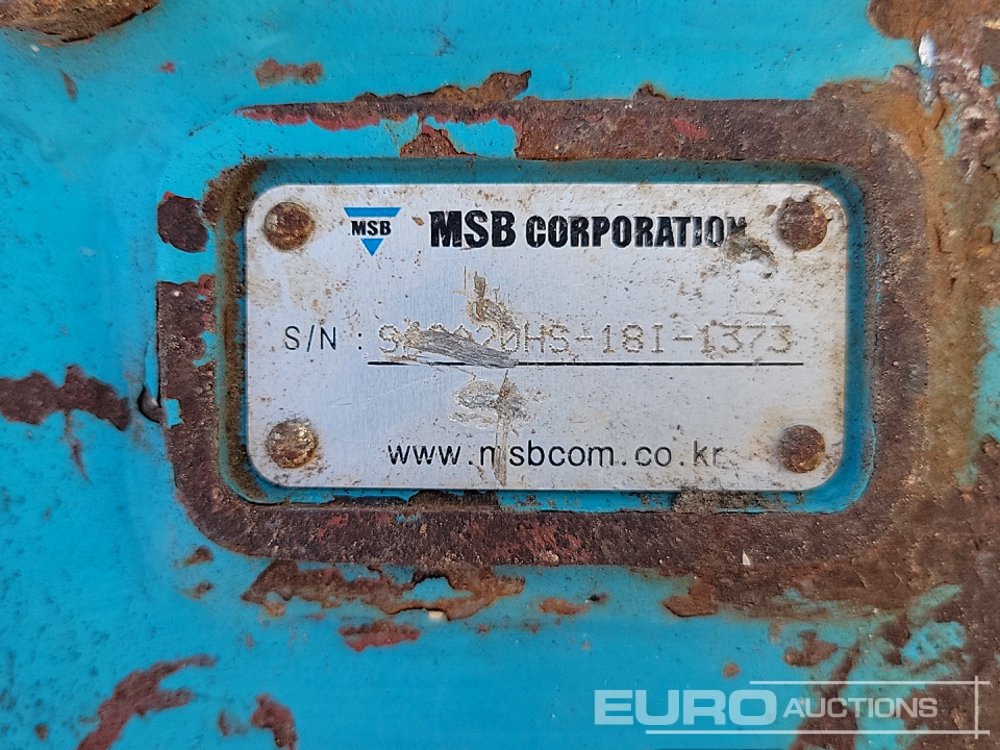 MSB
MSB CORPORATION
S/N :
www.msbcom.co.kr
EURO AUCTIONS